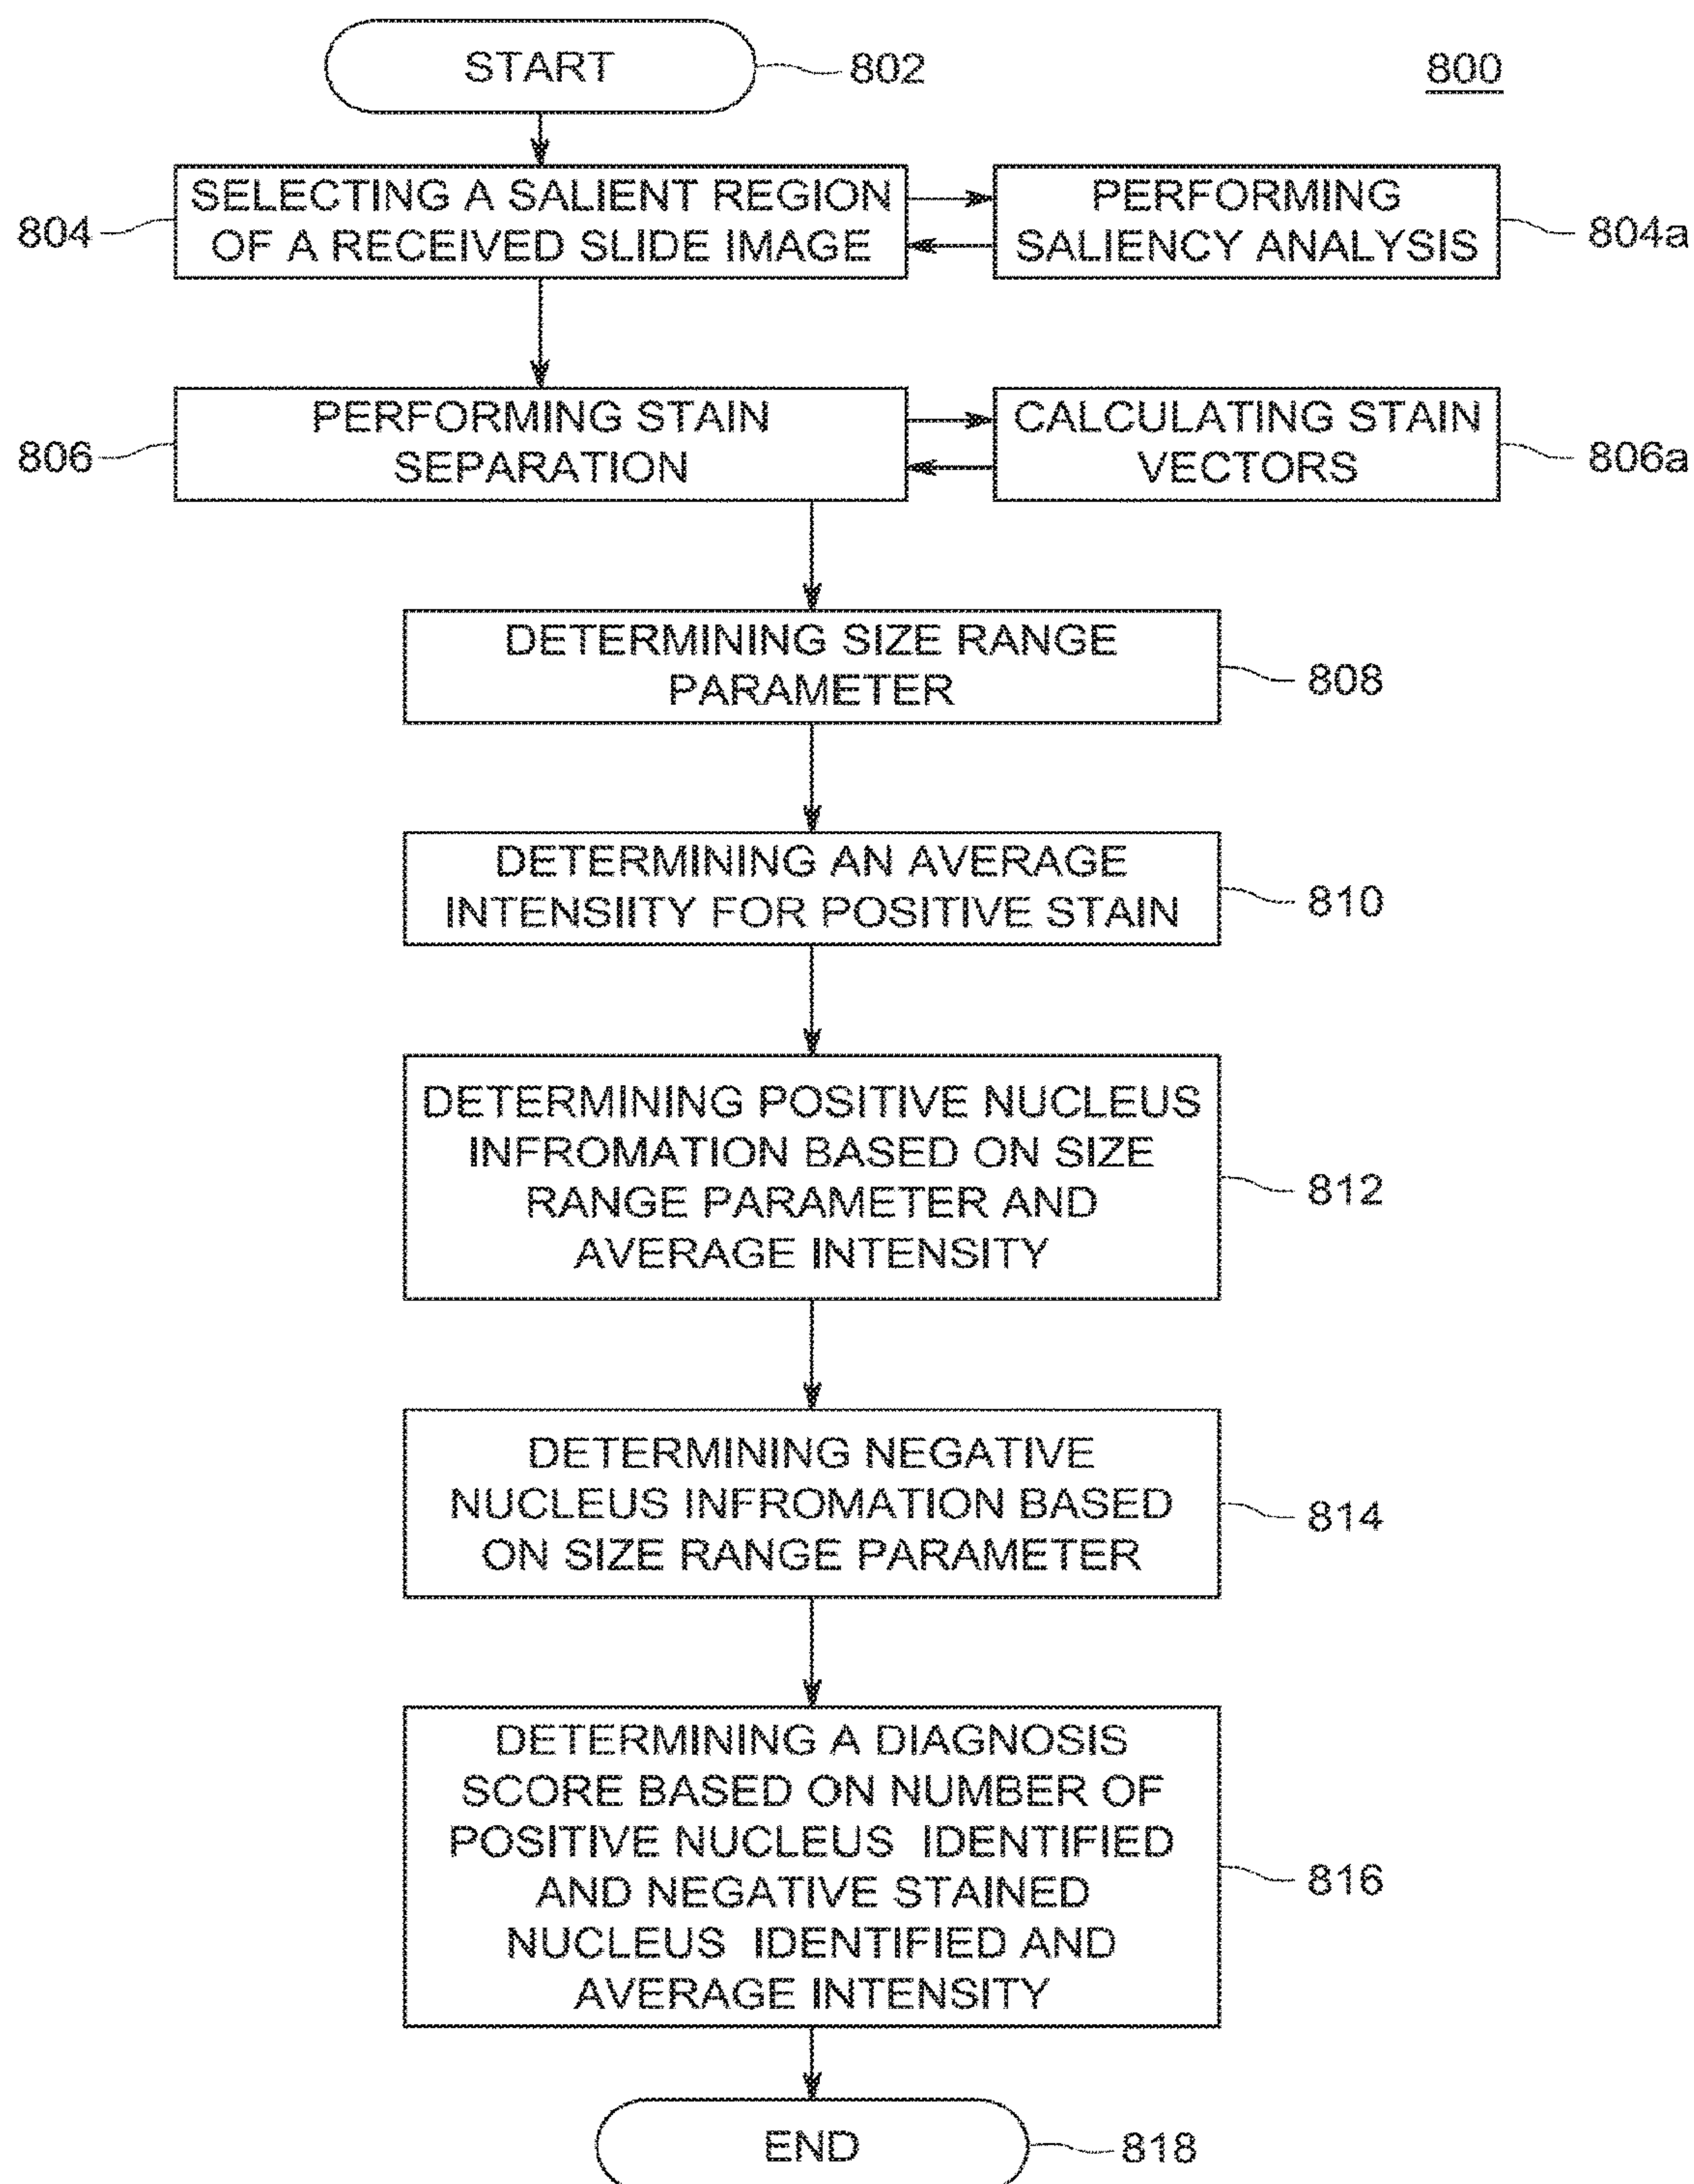 START
802
800
SELECTING A SALIENT REGION
OF A RECEIVED SLIDE IMAGE
804
PERFORMING
SALIENCY ANALYSIS
804a
PERFORMING STAIN
SEPARATION
806
CALCULATING STAIN
VECTORS
806a
DETERMINING SIZE RANGE
PARAMETER
808
DETERMINING AN AVERAGE
INTENSIITY FOR POSITIVE STAIN
810
DETERMINING POSITIVE NUCLEUS
INFROMATION BASED ON SIZE
RANGE PARAMETER AND
AVERAGE INTENSITY
812
DETERMINING NEGATIVE
NUCLEUS INFROMATION BASED
ON SIZE RANGE PARAMETER
814
DETERMINING A DIAGNOSIS
SCORE BASED ON NUMBER OF
POSITIVE NUCLEUS IDENTIFIED
AND NEGATIVE STAINED
NUCLEUS IDENTIFIED AND
AVERAGE INTENSITY
816
END
818